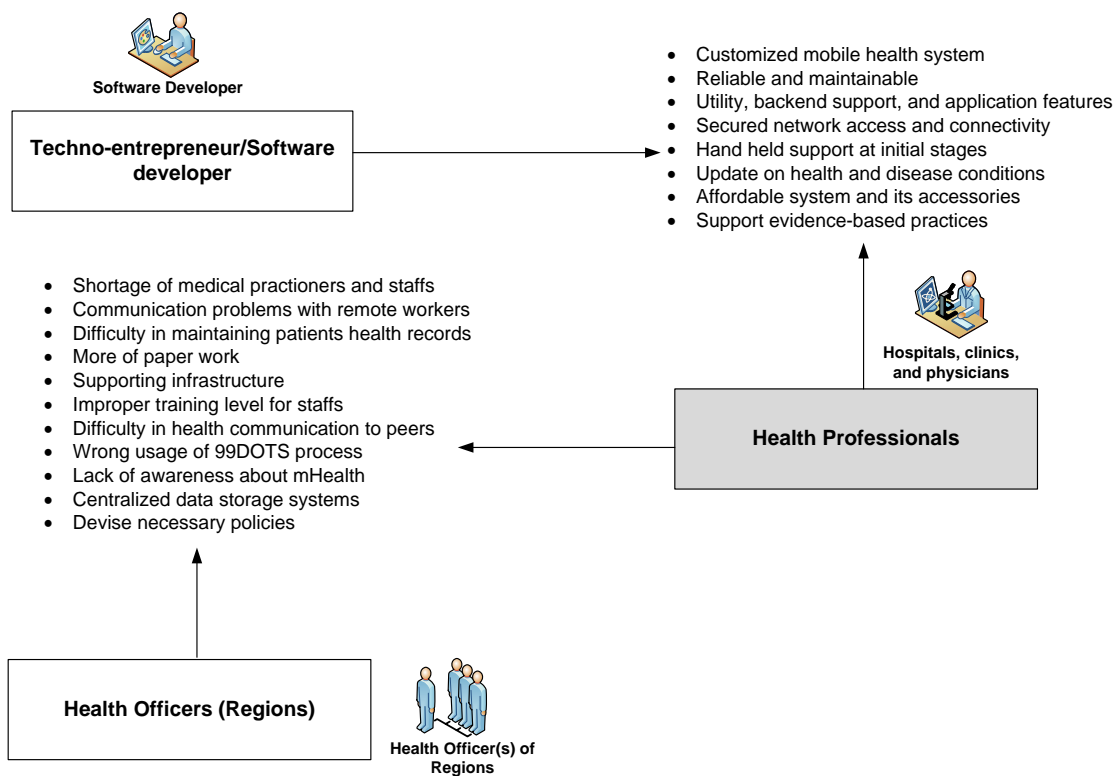 Software Developer
Techno-entrepreneur/Software
developer
• Customized mobile health system
• Reliable and maintainable
• Utility, backend support, and application features
• Secured network access and connectivity
• Hand held support at initial stages
• Update on health and disease conditions
• Affordable system and its accessories
• Support evidence-based practices
• Shortage of medical practioners and staffs
• Communication problems with remote workers
• Difficulty in maintaining patients health records
• More of paper work
• Supporting infrastructure
• Improper training level for staffs
• Difficulty in health communication to peers
• Wrong usage of 99DOTS process
• Lack of awareness about mHealth
• Centralized data storage systems
• Devise necessary policies
Hospitals, clinics,
and physicians
Health Professionals
Health Officers (Regions)
Health Officer(s) of
Regions